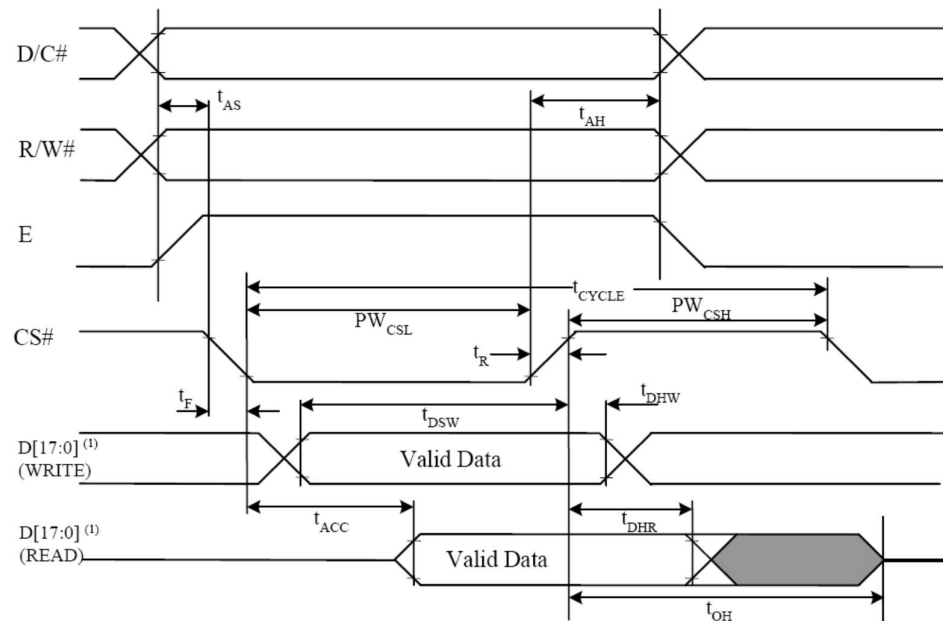 D/C#
t_AS
t_AH
R/W#
E
t_CYCLE
PW_CSL
PW_CSH
CS#
t_R
t_F
t_DSW
t_DHW
D[17:0] (1)
(WRITE)
Valid Data
t_ACC
t_DHR
D[17:0] (1)
(READ)
Valid Data
t_OH